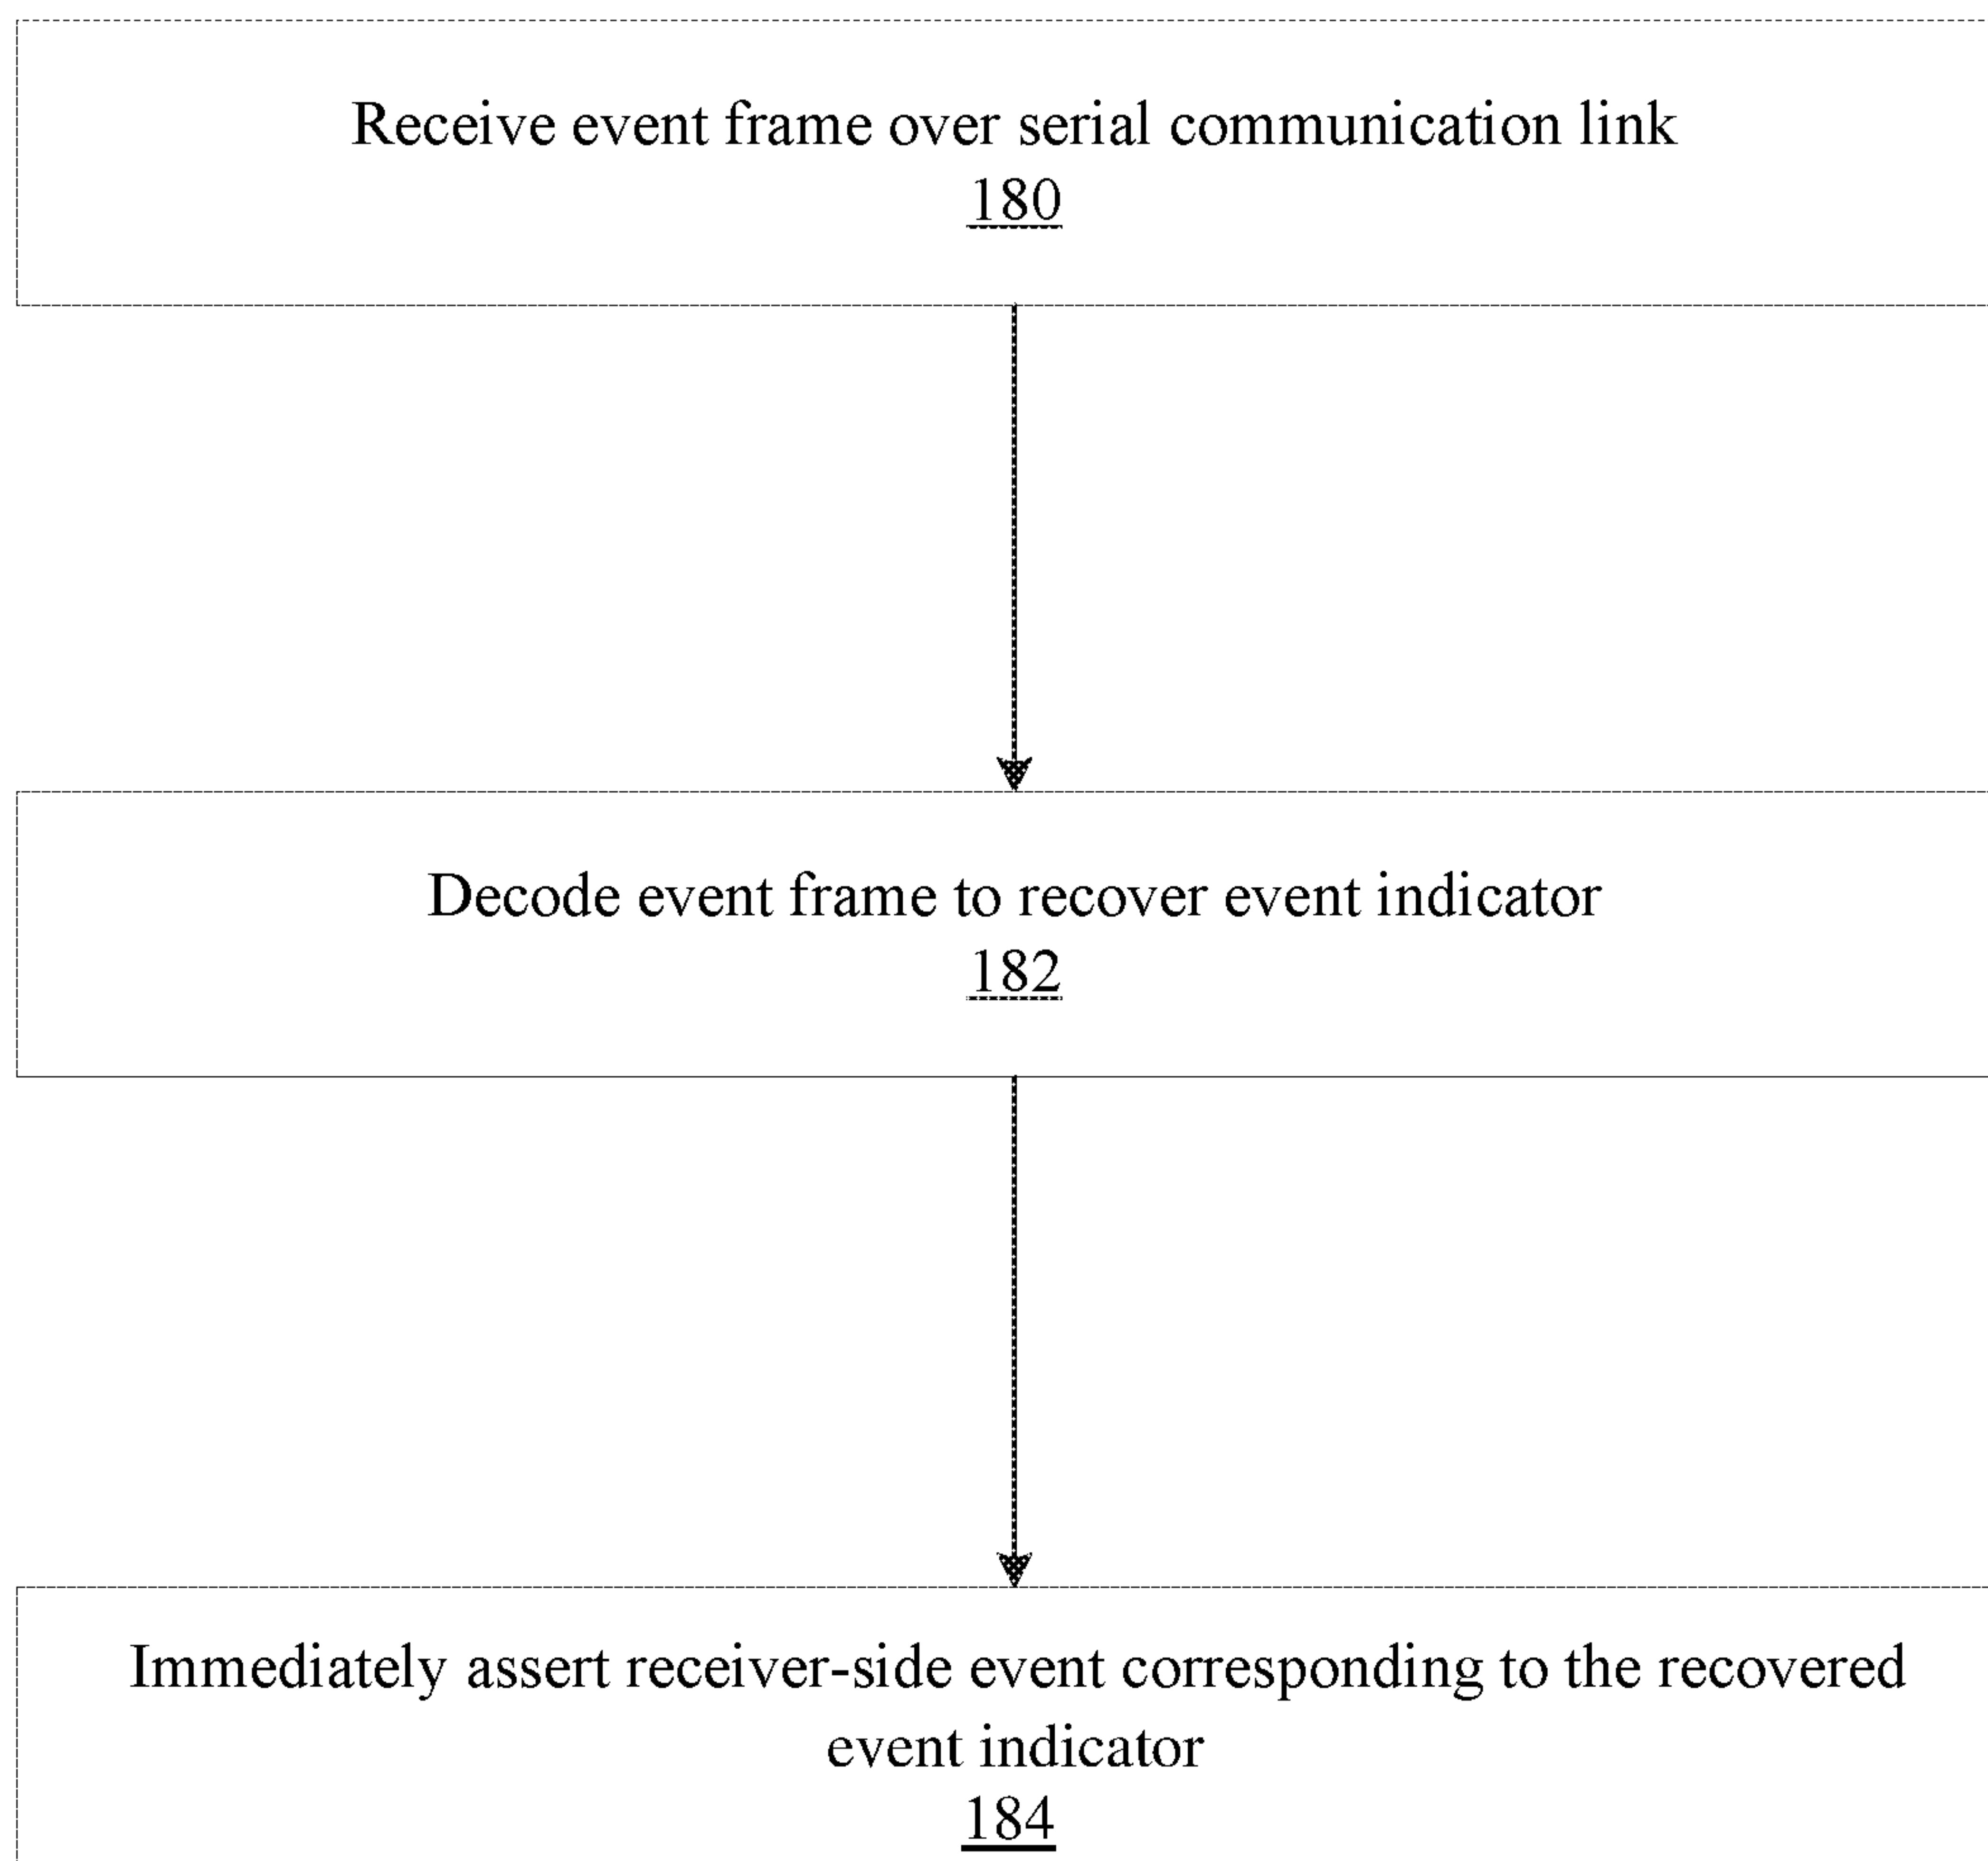 Receive event frame over serial communication link
180
Decode event frame to recover event indicator
182
Immediately assert receiver-side event corresponding to the recovered
event indicator
184